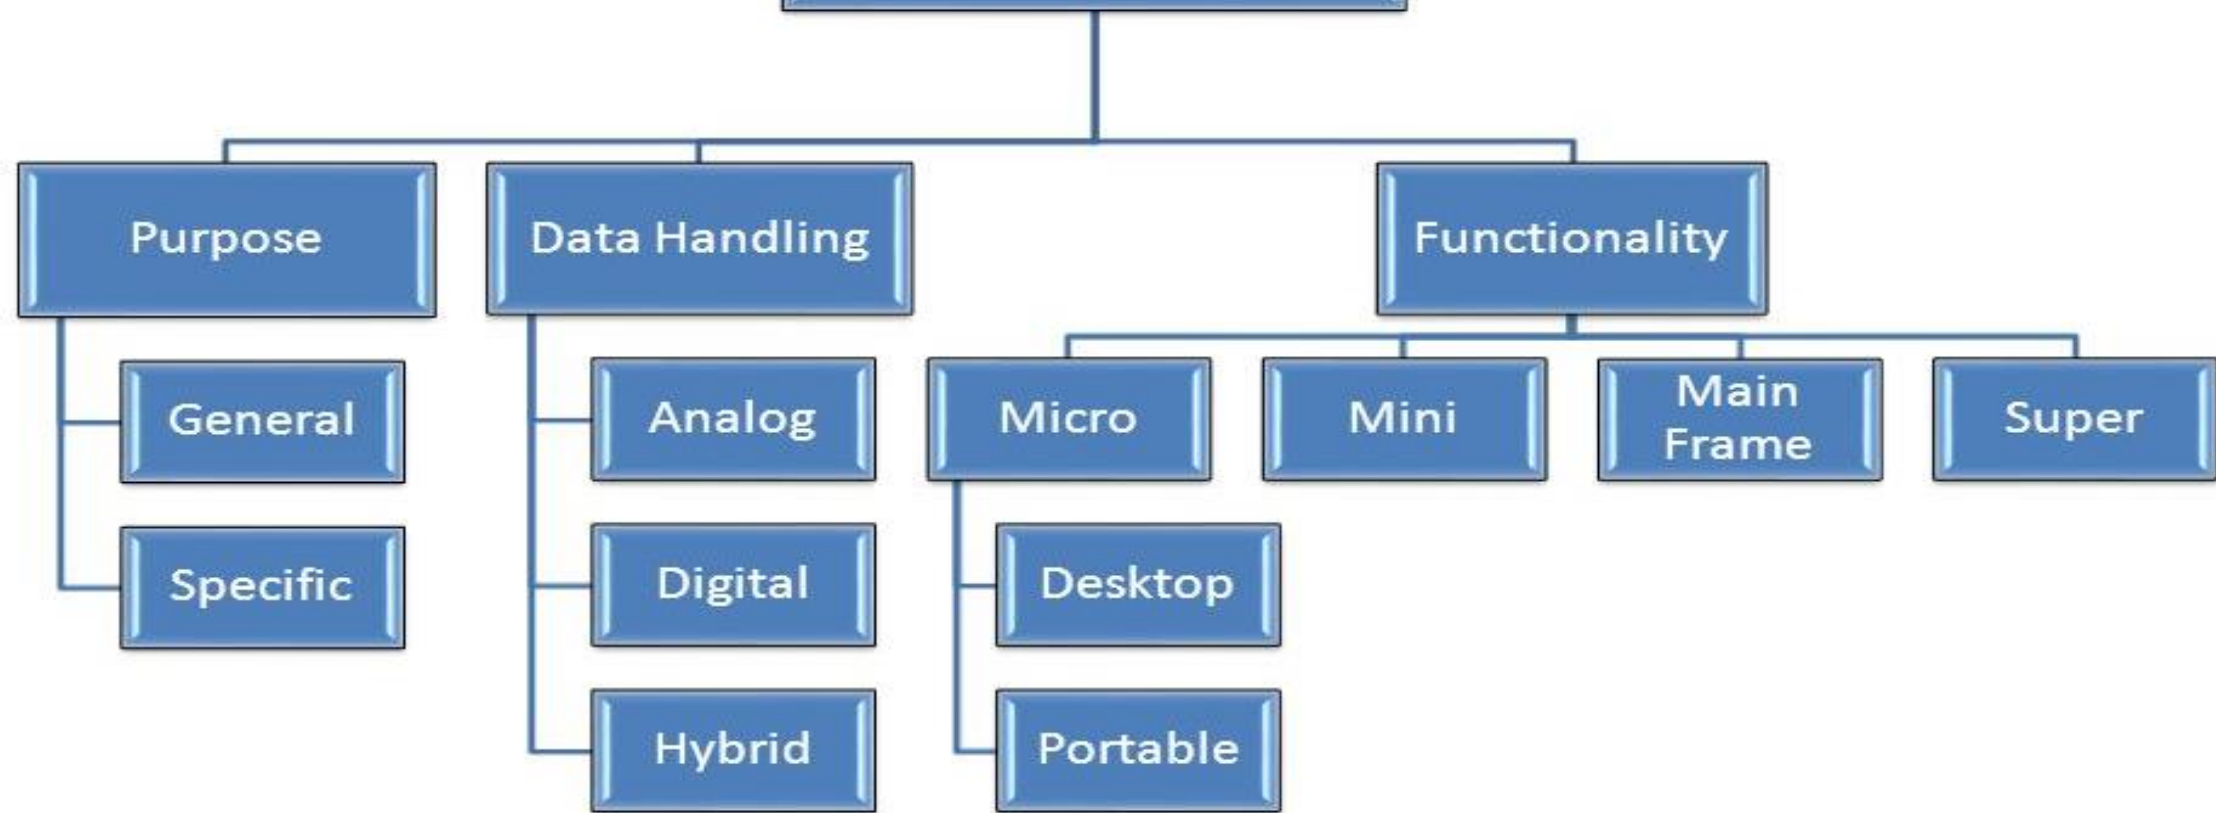 Purpose
Data Handling
Functionality
General
Analog
Micro
Mini
Main
Frame
Super
Specific
Digital
Desktop
Hybrid
Portable